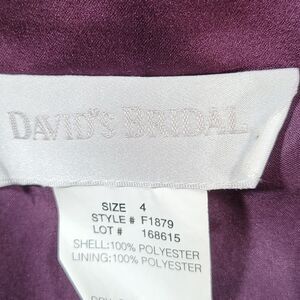 DAVID'S BRIDAL
SIZE 4
STYLE # F1879
LOT # 168615
SHELL:100% POLYESTER
LINING:100% POLYESTER